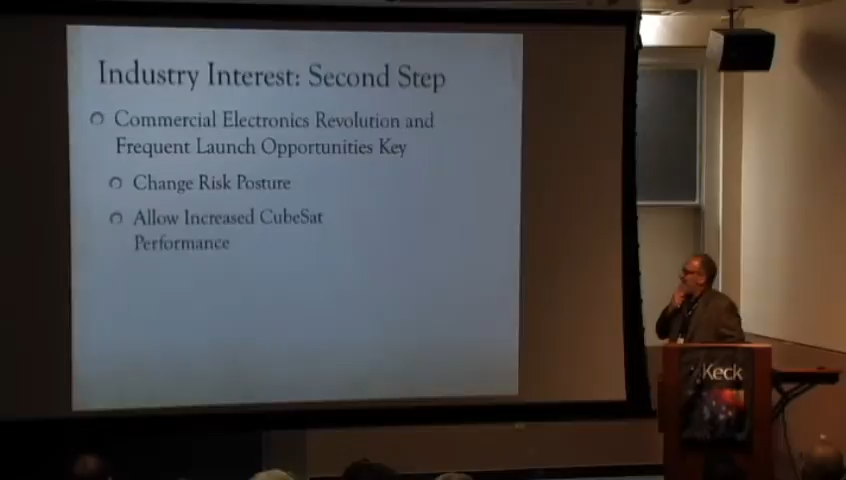 Industry Interest: Second Step
Commercial Electronics Revolution and
Frequent Launch Opportunities Key
Change Risk Posture
Allow Increased CubeSat
Performance
Keck